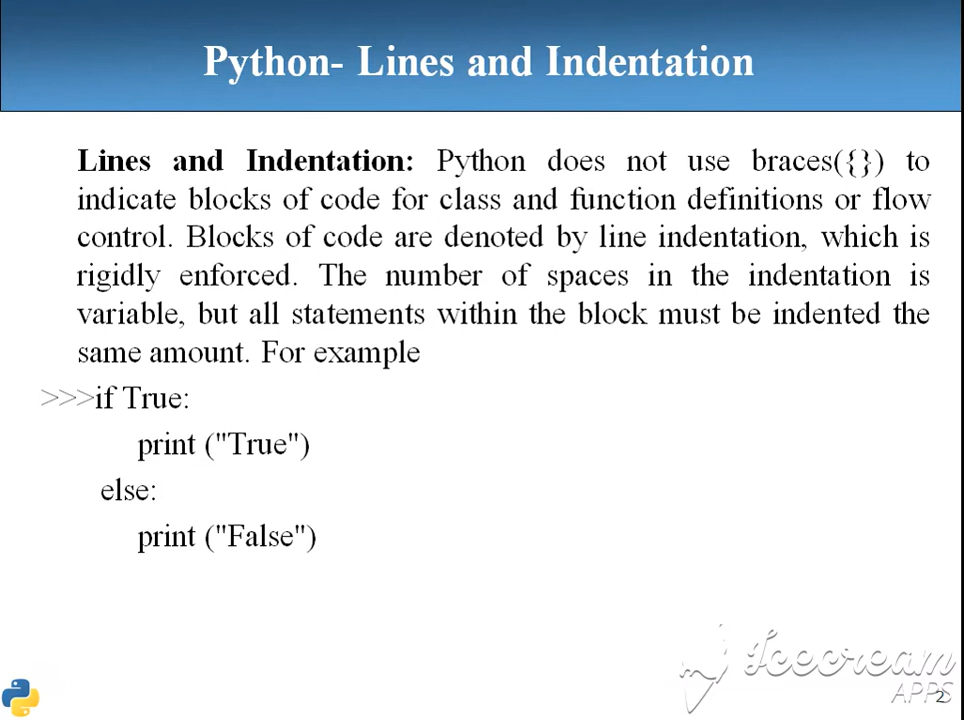 Python- Lines and Indentation
Lines and Indentation: Python does not use braces({}) to
indicate blocks of code for class and function definitions or flow
control. Blocks of code are denoted by line indentation, which is
rigidly enforced. The number of spaces in the indentation is
variable, but all statements within the block must be indented the
same amount. For example
>>>if True:
print ("True")
else:
print ("False")
Icecream
APPS
2